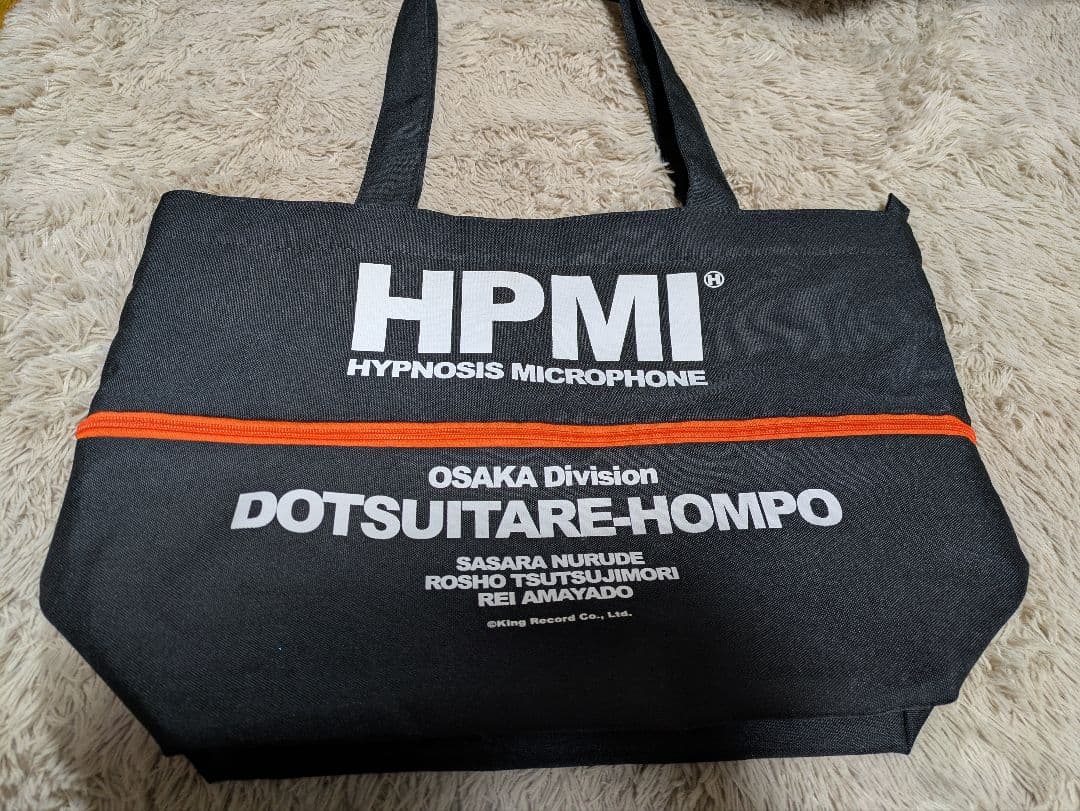 HPMI Ⓗ
HYPNOSIS MICROPHONE
OSAKA Division
DOTSUITARE-HOMPO
SASARA NURUDE
ROSHO TSUTSUJIMORI
REI AMAYADO
©King Record Co., Ltd.